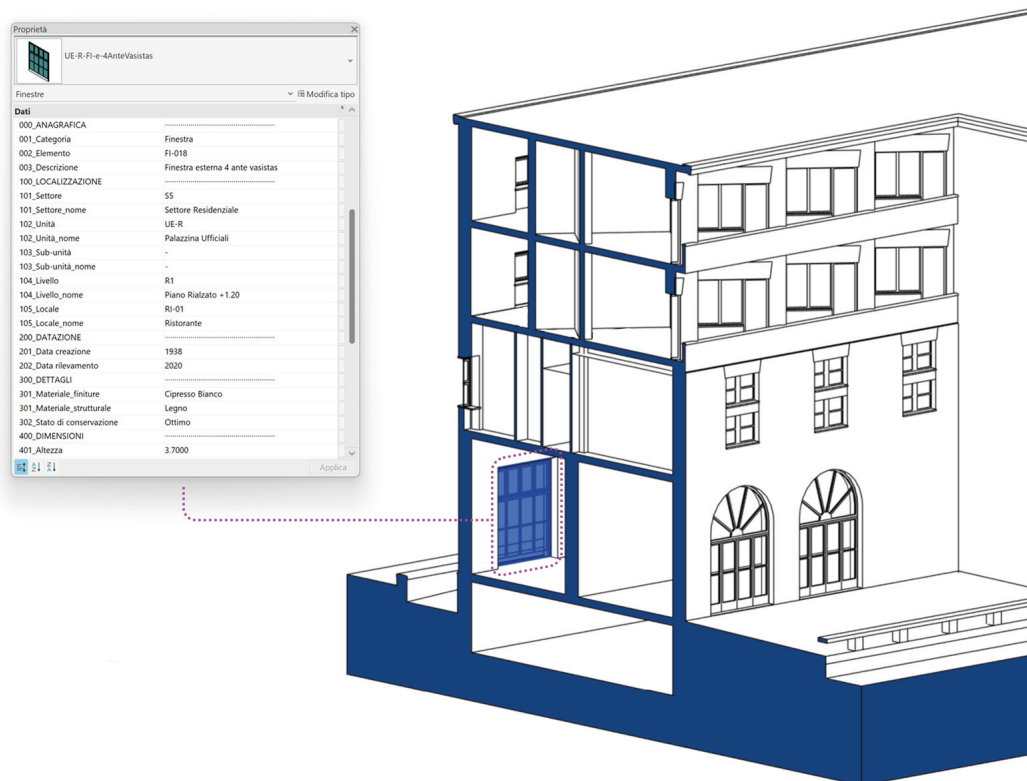 Proprietà
UE-R-FI-e-4AnteVasistas
Finestre Modifica tipo
Dati
000_ANAGRAFICA
001_Categoria Finestra
002_Elemento FI-018
003_Descrizione Finestra esterna 4 ante vasistas
100_LOCALIZZAZIONE
101_Settore S5
101_Settore_nome Settore Residenziale
102_Unità UE-R
102_Unità_nome Palazzina Ufficiali
103_Sub-unità -
103_Sub-unità_nome -
104_Livello R1
104_Livello_nome Piano Rialzato +1.20
105_Locale RI-01
105_Locale_nome Ristorante
200_DATAZIONE
201_Data creazione 1938
202_Data rilevamento 2020
300_DETTAGLI
301_Materiale_finiture Cipresso Bianco
301_Materiale_strutturale Legno
302_Stato di conservazione Ottimo
400_DIMENSIONI
401_Altezza 3.7000
Applica